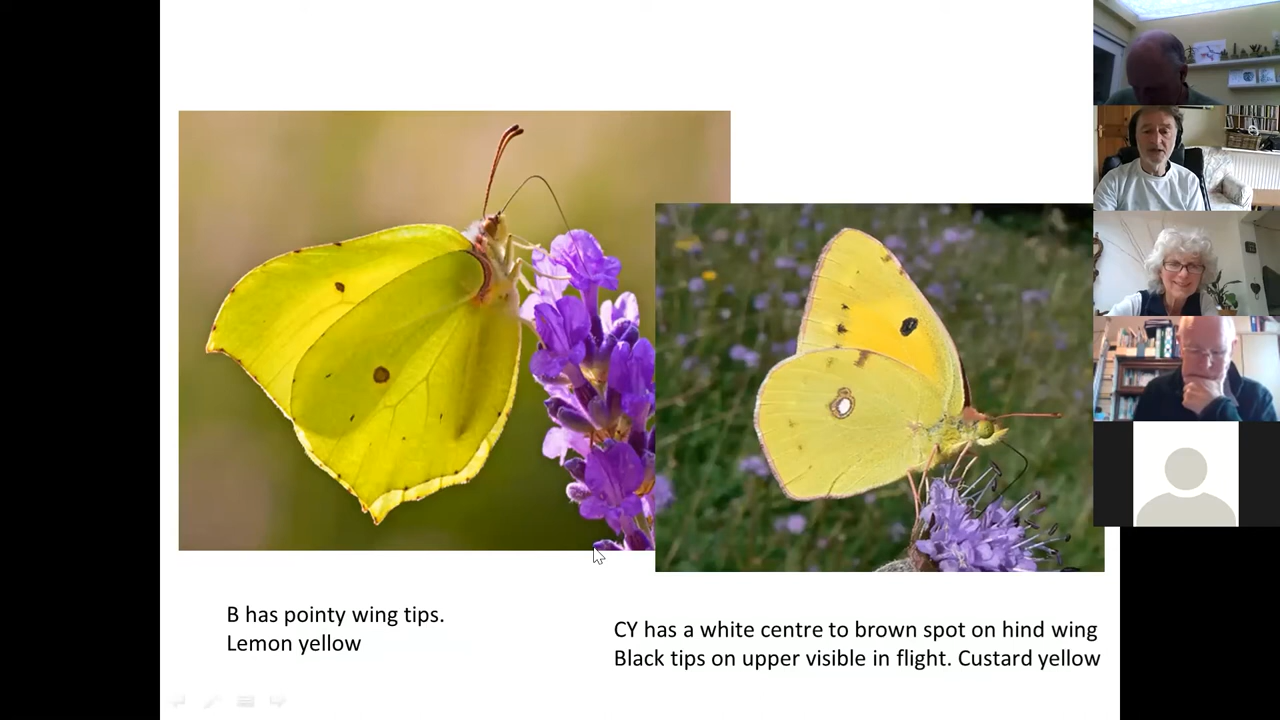 B has pointy wing tips.
Lemon yellow
CY has a white centre to brown spot on hind wing
Black tips on upper visible in flight. Custard yellow